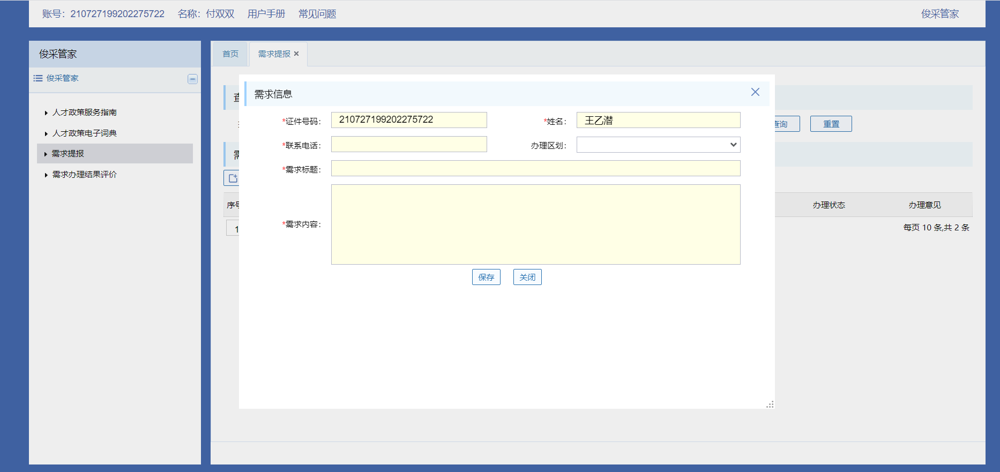 账号：210727199202275722 名称：付双双 用户手册 常见问题 俊采管家
俊采管家
俊采管家
人才政策服务指南
人才政策电子词典
需求提报
需求办理结果评价
首页 需求提报
需求信息
*证件号码： 210727199202275722 *姓名： 王乙潜
查询 重置
*联系电话： 办理区划：
*需求标题：
序号 办理状态 办理意见
*需求内容：
1 每页 10 条,共 2 条
保存 关闭